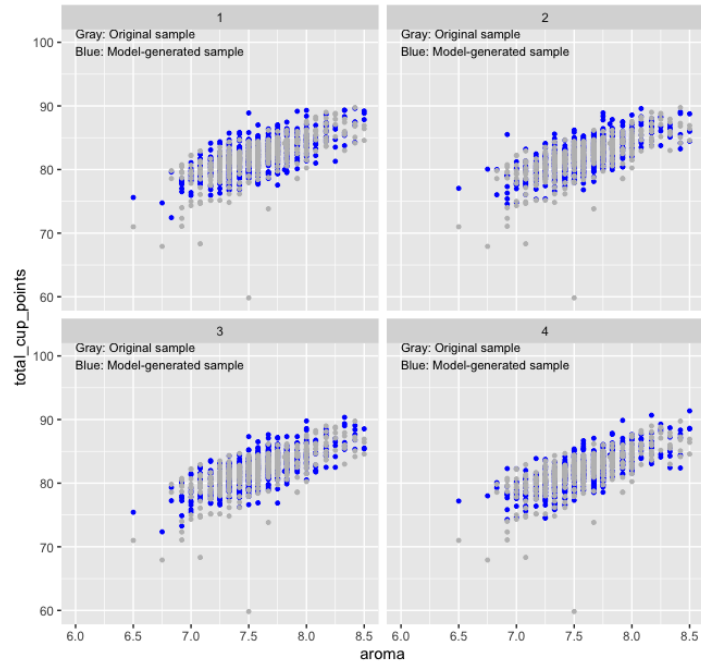 1
2
Gray: Original sample
Blue: Model-generated sample
Gray: Original sample
Blue: Model-generated sample
100
90
80
70
60
total_cup_points
3
4
Gray: Original sample
Blue: Model-generated sample
Gray: Original sample
Blue: Model-generated sample
100
90
80
70
60
6.0
6.5
7.0
7.5
8.0
8.5
6.0
6.5
7.0
7.5
8.0
8.5
aroma